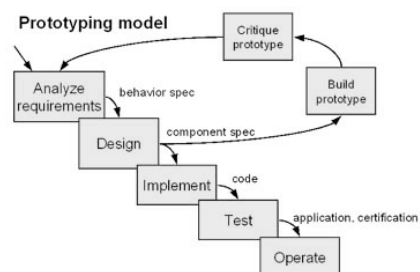 Prototyping model
Critique
prototype
Analyze
requirements
Build
prototype
behavior spec
Design
component spec
Implement
code
Test
application, certification
Operate